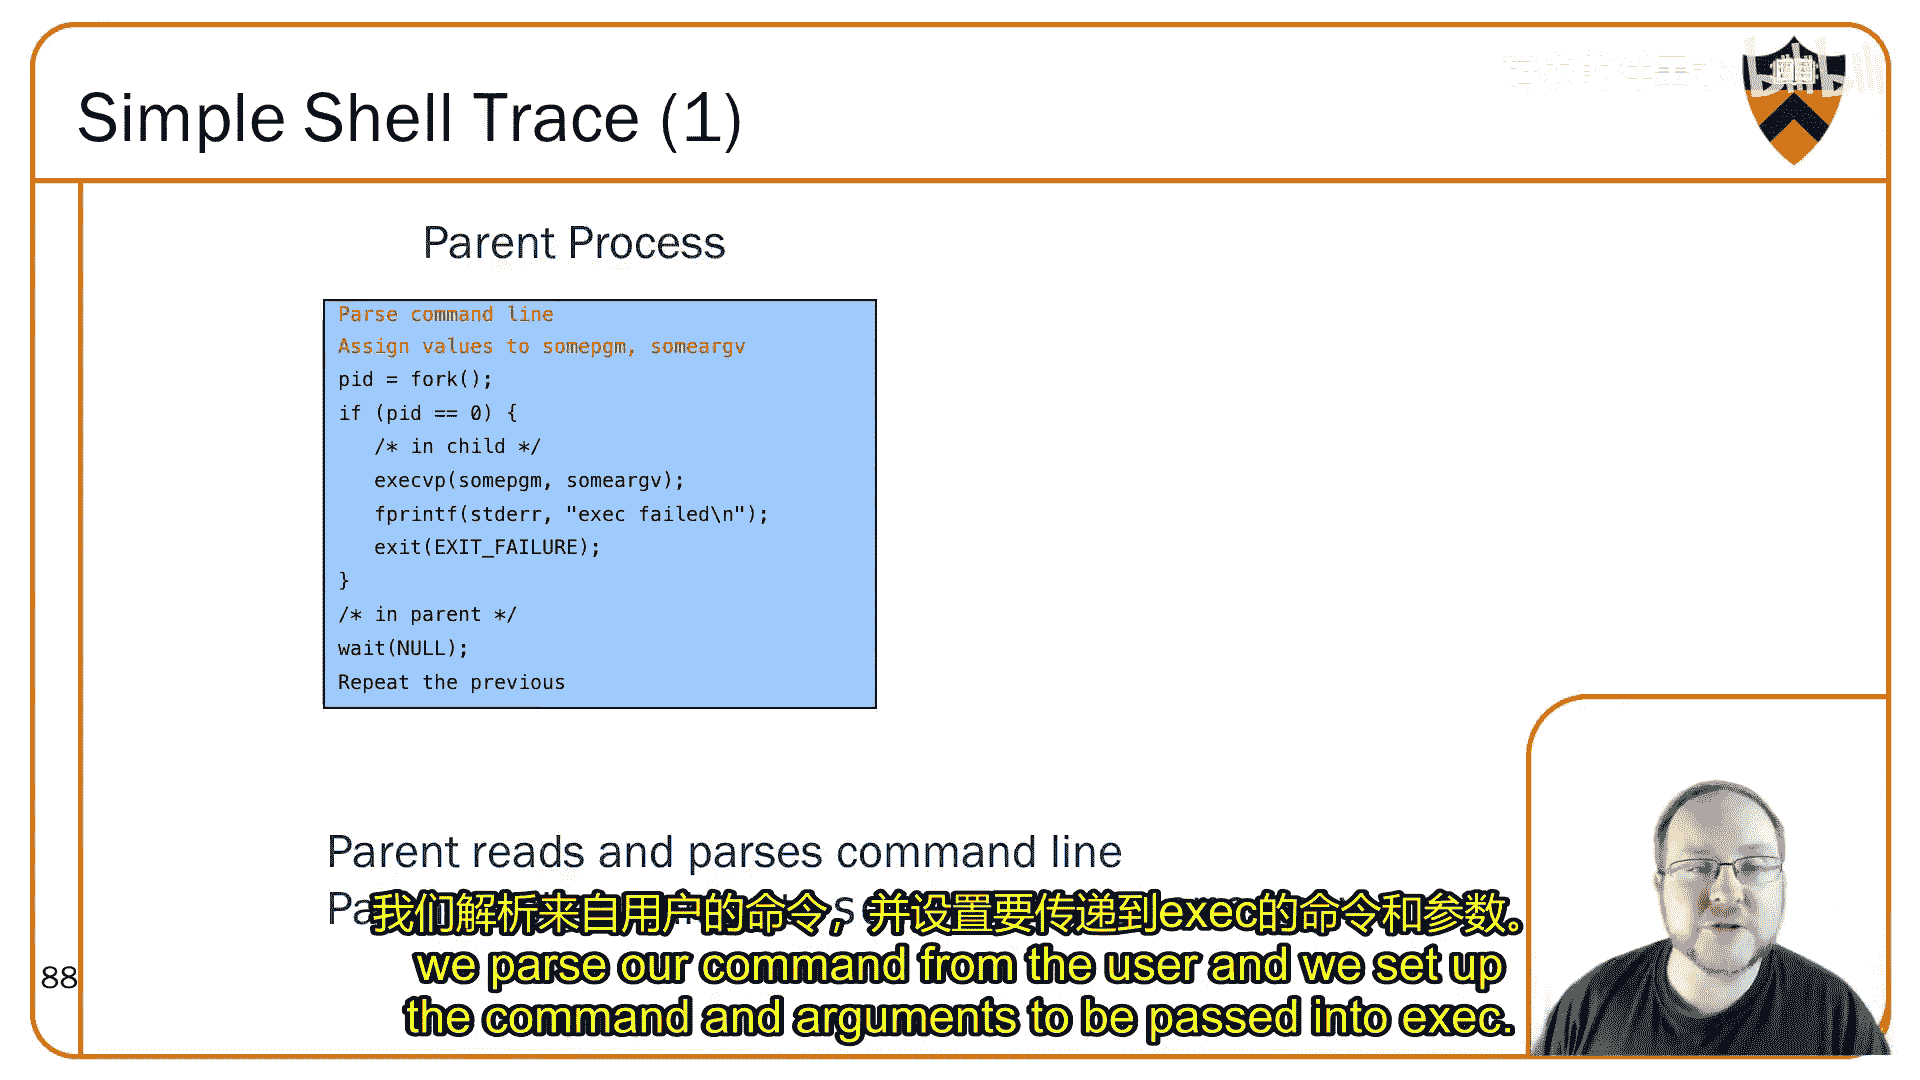 Simple Shell Trace (1)
Parent Process
Parse command line
Assign values to somepgm, someargv
pid = fork();
if (pid == 0) {
/* in child */
execvp(somepgm, someargv);
fprintf(stderr, "exec failed\n");
exit(EXIT_FAILURE);
}
/* in parent */
wait(NULL);
Repeat the previous
Parent reads and parses command line
我们解析来自用户的命令，并设置要传递到exec的命令和参数。
we parse our command from the user and we set up
the command and arguments to be passed into exec.
88